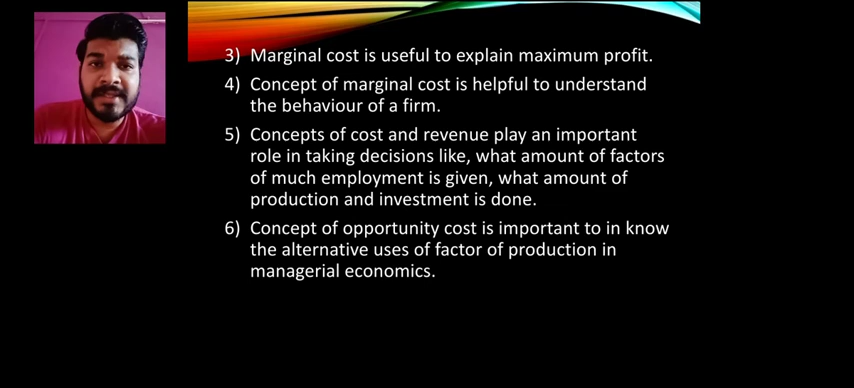 3) Marginal cost is useful to explain maximum profit.
4) Concept of marginal cost is helpful to understand
the behaviour of a firm.
5) Concepts of cost and revenue play an important
role in taking decisions like, what amount of factors
of much employment is given, what amount of
production and investment is done.
6) Concept of opportunity cost is important to in know
the alternative uses of factor of production in
managerial economics.